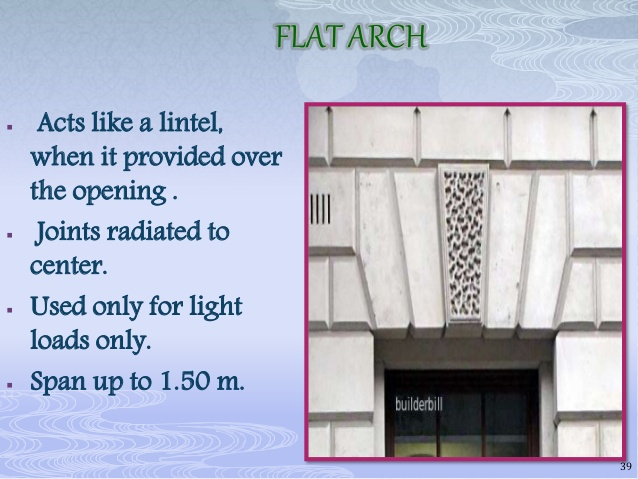 FLAT ARCH
▪ Acts like a lintel,
when it provided over
the opening .
▪ Joints radiated to
center.
▪ Used only for light
loads only.
▪ Span up to 1.50 m.
builderbill
39